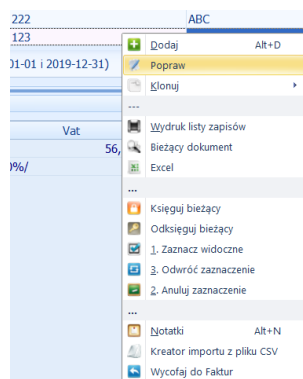 222 ABC
123
01-01 i 2019-12-31)
Vat
56,
0%/
Dodaj Alt+D
Popraw
Klonuj
---
Wydruk listy zapisów
Bieżący dokument
Excel
...
Księguj bieżący
Odksięguj bieżący
1. Zaznacz widoczne
3. Odwróć zaznaczenie
2. Anuluj zaznaczenie
...
Notatki Alt+N
Kreator importu z pliku CSV
Wycofaj do Faktur